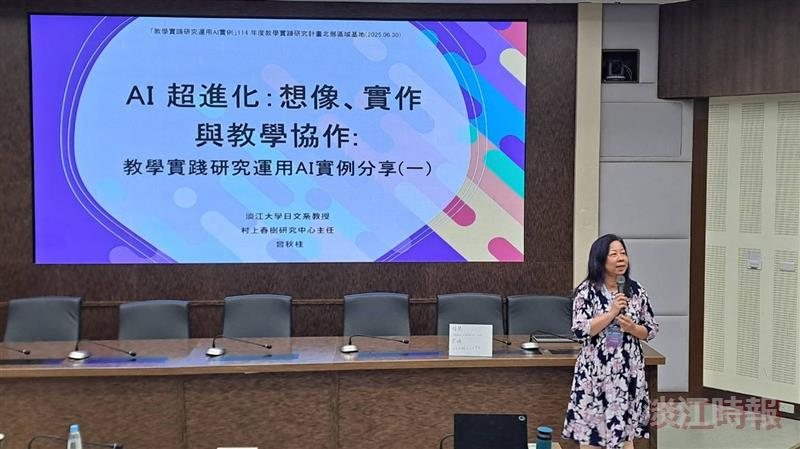 「教學實踐研究運用AI實例」114 年度教學實踐研究計畫北部區域基地(2025.06.30)
AI 超進化：想像、實作
與教學協作：
教學實踐研究運用AI實例分享(一)
淡江大學日文系教授
村上春樹研究中心主任
曾秋桂
淡江時報